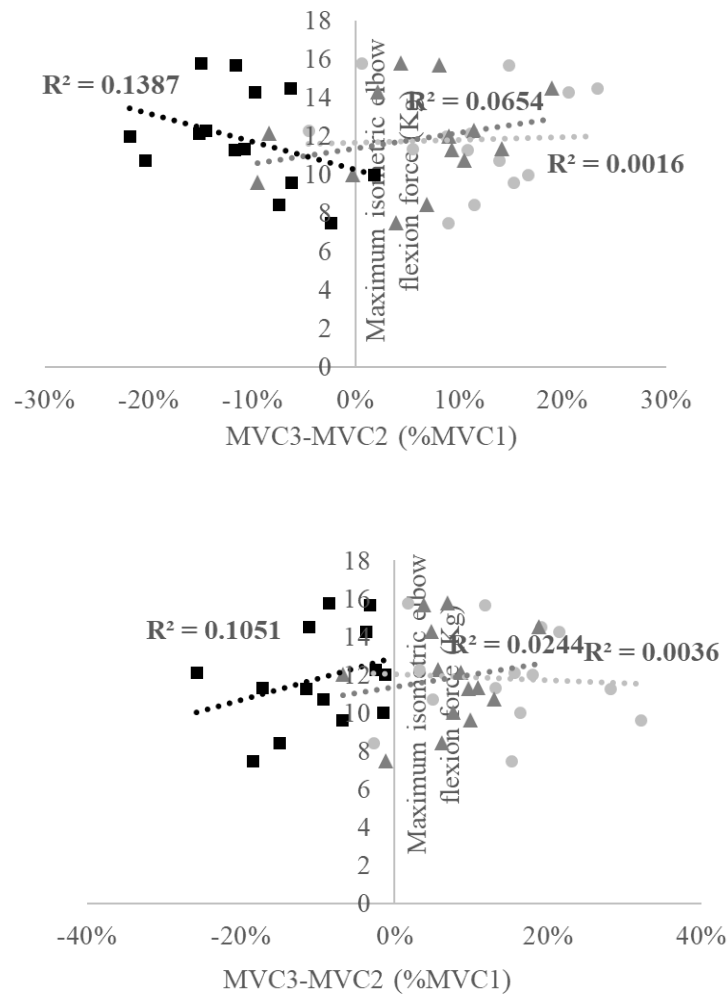 18
16
14
12
10
8
6
4
2
0
R² = 0.1387
R² = 0.0654
R² = 0.0016
Maximum isometric elbow
flexion force (Kg)
-30% -20% -10% 0% 10% 20% 30%
MVC3-MVC2 (%MVC1)
18
16
14
12
10
8
6
4
2
0
R² = 0.1051
R² = 0.0244
R² = 0.0036
Maximum isometric elbow
flexion force (Kg)
-40% -20% 0% 20% 40%
MVC3-MVC2 (%MVC1)